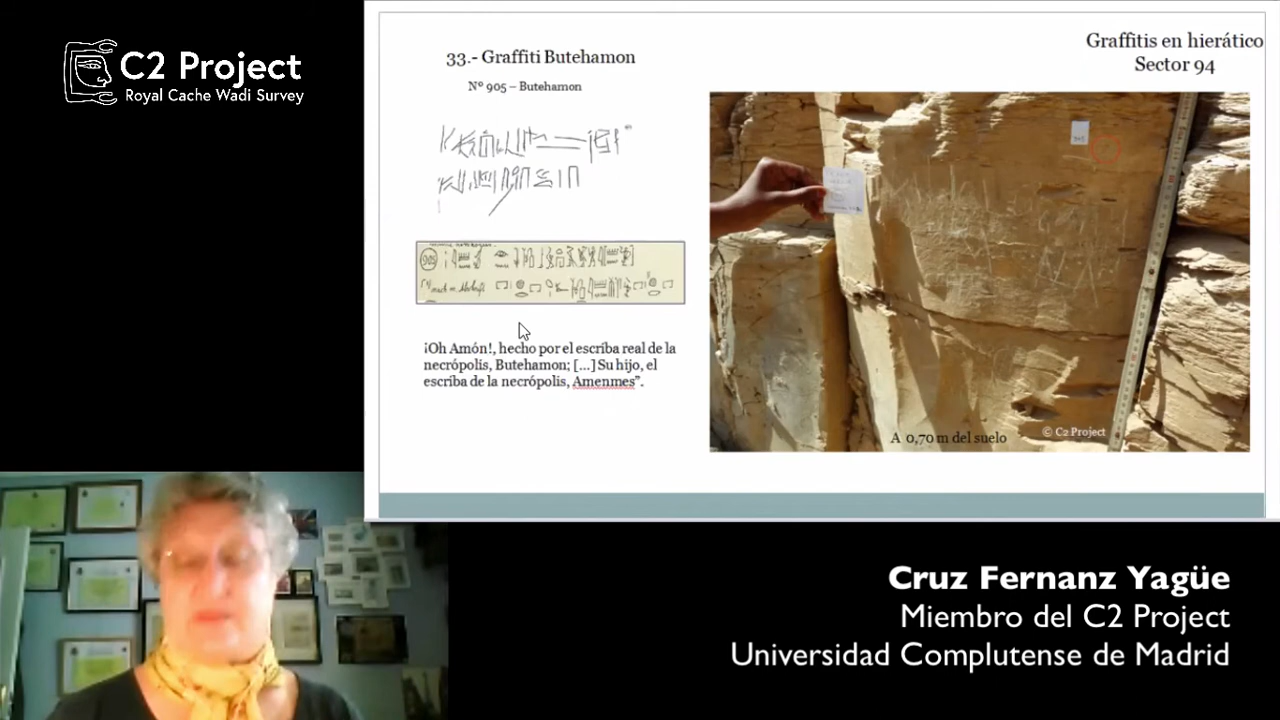 C2 Project
Royal Cache Wadi Survey
33.- Graffiti Butehamon
Nº 905 – Butehamon
Graffitis en hierático
Sector 94
905
¡Oh Amón!, hecho por el escriba real de la
necrópolis, Butehamon; [...] Su hijo, el
escriba de la necrópolis, Amenmes”.
A 0,70 m del suelo
© C2 Project
Cruz Fernanz Yagüe
Miembro del C2 Project
Universidad Complutense de Madrid